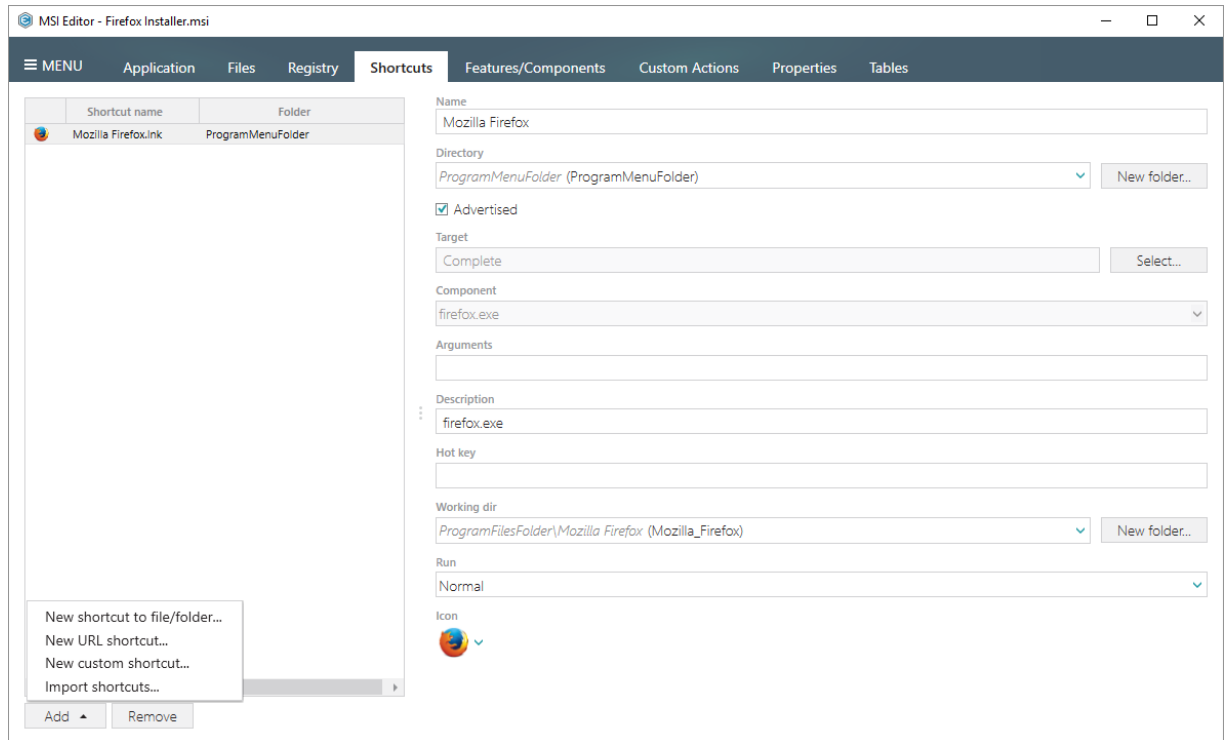 MSI Editor - Firefox Installer.msi
MENU Application Files Registry Shortcuts Features/Components Custom Actions Properties Tables
Shortcut name Folder
Mozilla Firefox.lnk ProgramMenuFolder
Name
Mozilla Firefox
Directory
ProgramMenuFolder (ProgramMenuFolder) New folder...
Advertised
Target
Complete Select...
Component
firefox.exe
Arguments
Description
firefox.exe
Hot key
Working dir
ProgramFilesFolder\Mozilla Firefox (Mozilla_Firefox) New folder...
Run
Normal
Icon
New shortcut to file/folder...
New URL shortcut...
New custom shortcut...
Import shortcuts...
Add Remove